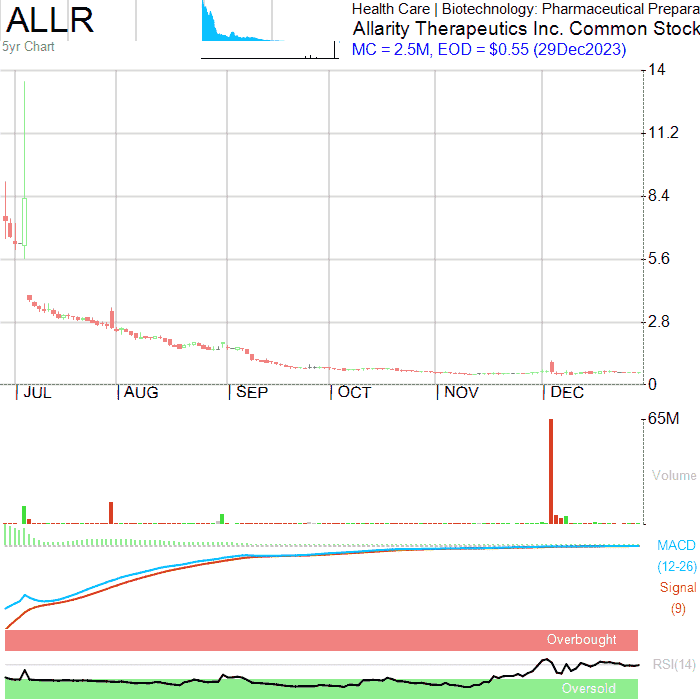 ALLR
5yr Chart
Health Care | Biotechnology: Pharmaceutical Prepara
Allarity Therapeutics Inc. Common Stock
MC = 2.5M, EOD = $0.55 (29Dec2023)
14
11.2
8.4
5.6
2.8
0
JUL AUG SEP OCT NOV DEC
65M
Volume
MACD
(12-26)
Signal
(9)
Overbought
RSI(14)
Oversold